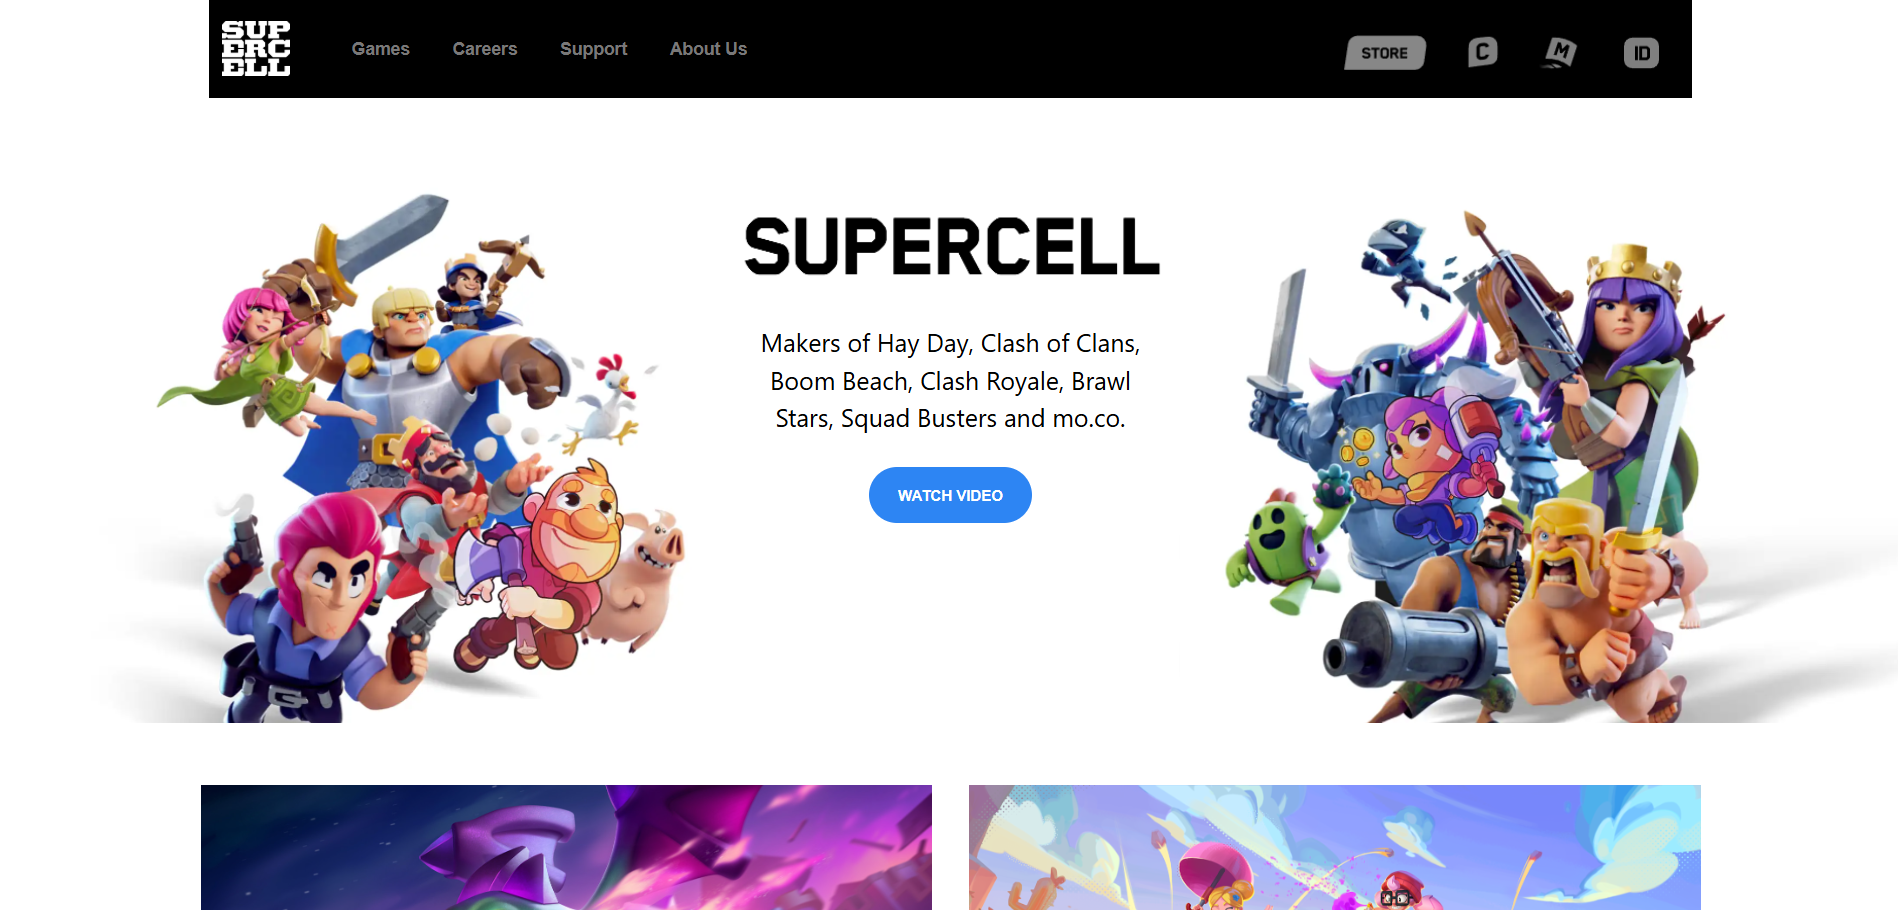 SUP
ERC
ELL
Games Careers Support About Us
STORE C M ID
SUPERCELL
Makers of Hay Day, Clash of Clans,
Boom Beach, Clash Royale, Brawl
Stars, Squad Busters and mo.co.
WATCH VIDEO